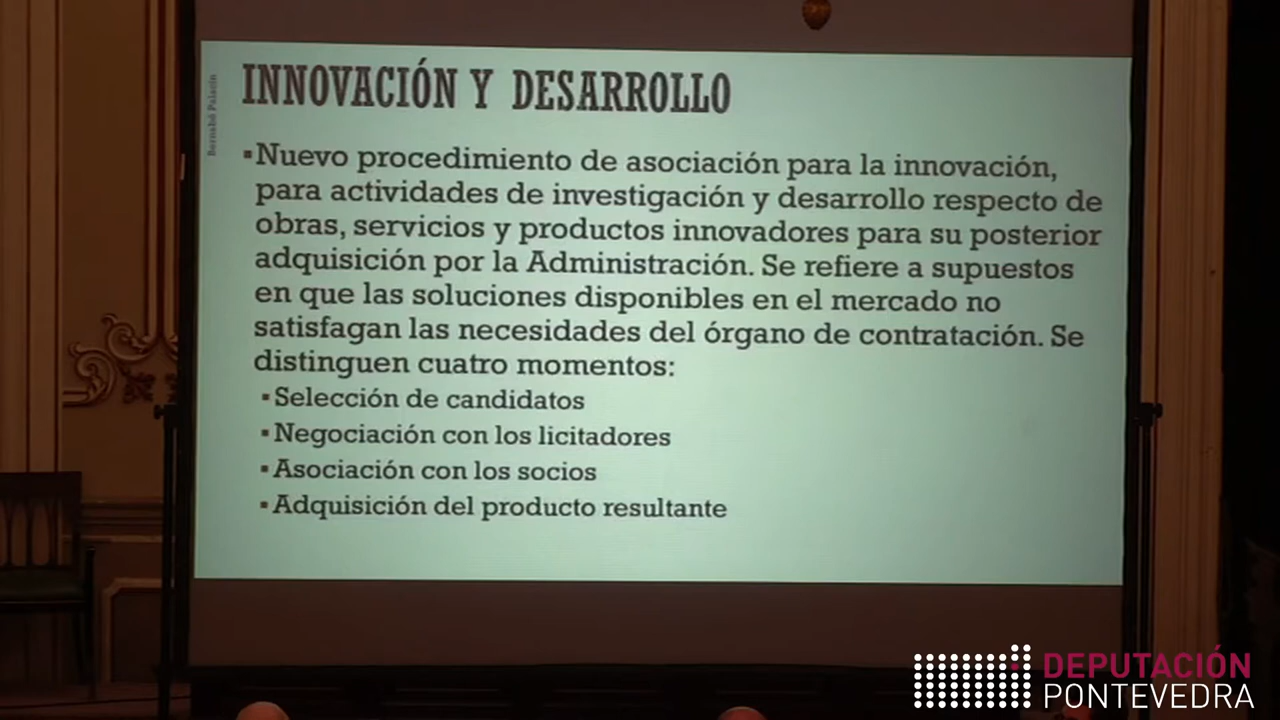 INNOVACIÓN Y DESARROLLO
▪Nuevo procedimiento de asociación para la innovación,
para actividades de investigación y desarrollo respecto de
obras, servicios y productos innovadores para su posterior
adquisición por la Administración. Se refiere a supuestos
en que las soluciones disponibles en el mercado no
satisfagan las necesidades del órgano de contratación. Se
distinguen cuatro momentos:
▪Selección de candidatos
▪Negociación con los licitadores
▪Asociación con los socios
▪Adquisición del producto resultante
DEPUTACIÓN
PONTEVEDRA